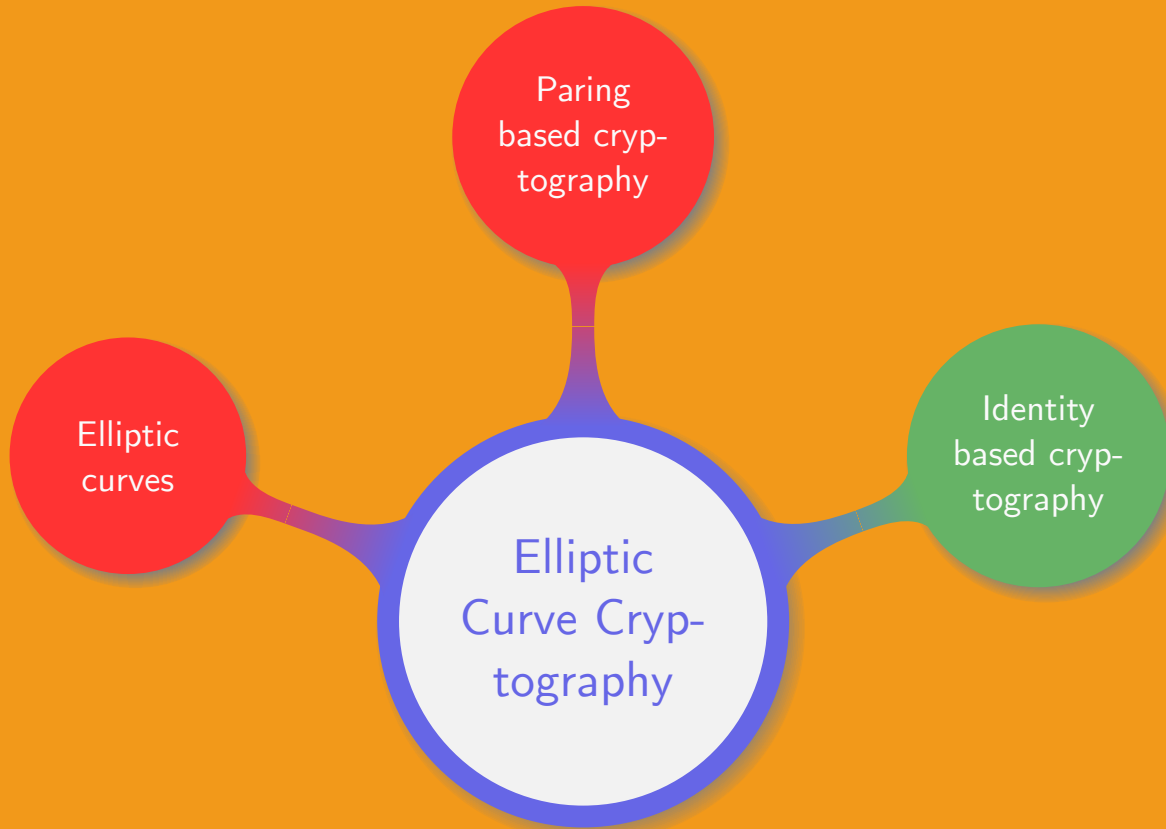 Paring
based cryp-
tography
Elliptic
curves
Identity
based cryp-
tography
Elliptic
Curve Cryp-
tography